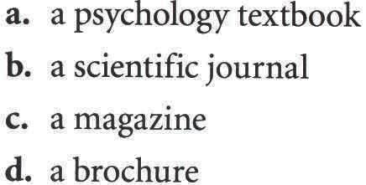 a. a psychology textbook
b. a scientific journal
c. a magazine
d. a brochure